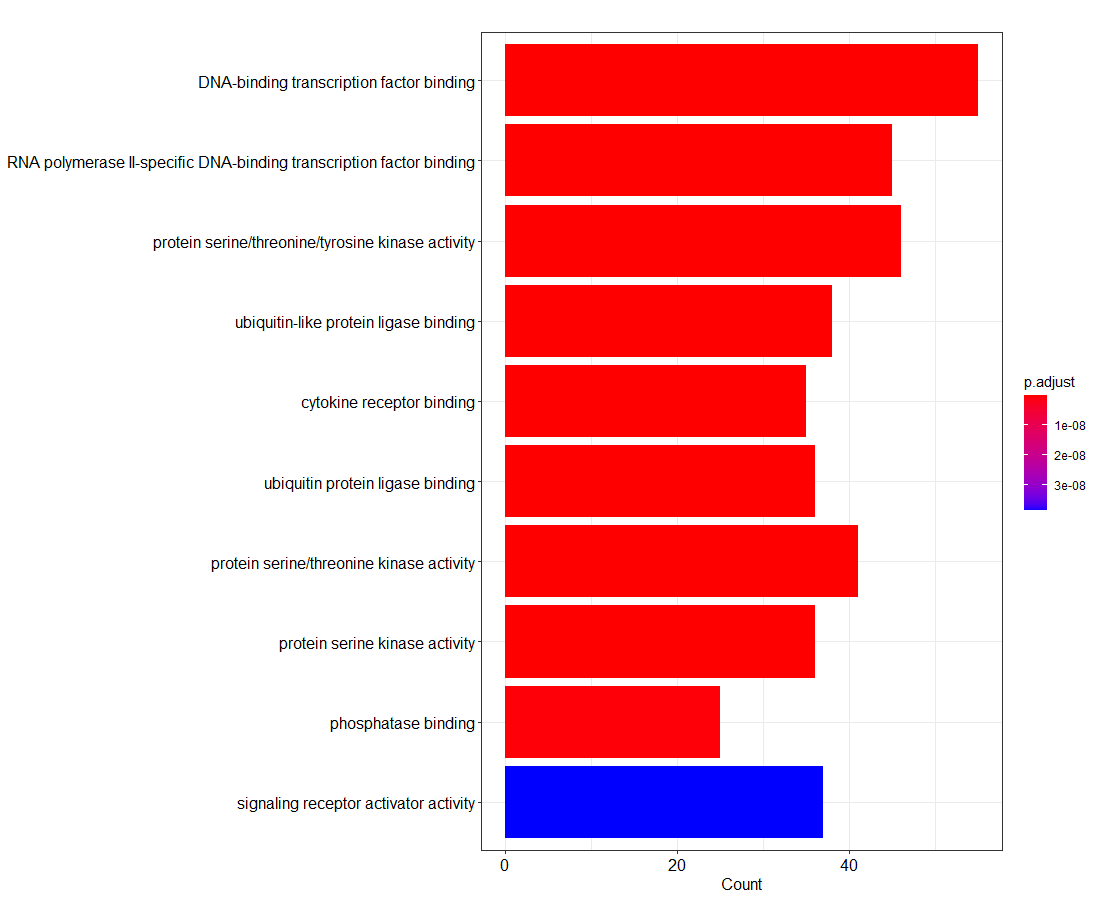 DNA-binding transcription factor binding
RNA polymerase II-specific DNA-binding transcription factor binding
protein serine/threonine/tyrosine kinase activity
ubiquitin-like protein ligase binding
cytokine receptor binding
ubiquitin protein ligase binding
protein serine/threonine kinase activity
protein serine kinase activity
phosphatase binding
signaling receptor activator activity
0 20 40
Count
p.adjust
1e-08
2e-08
3e-08